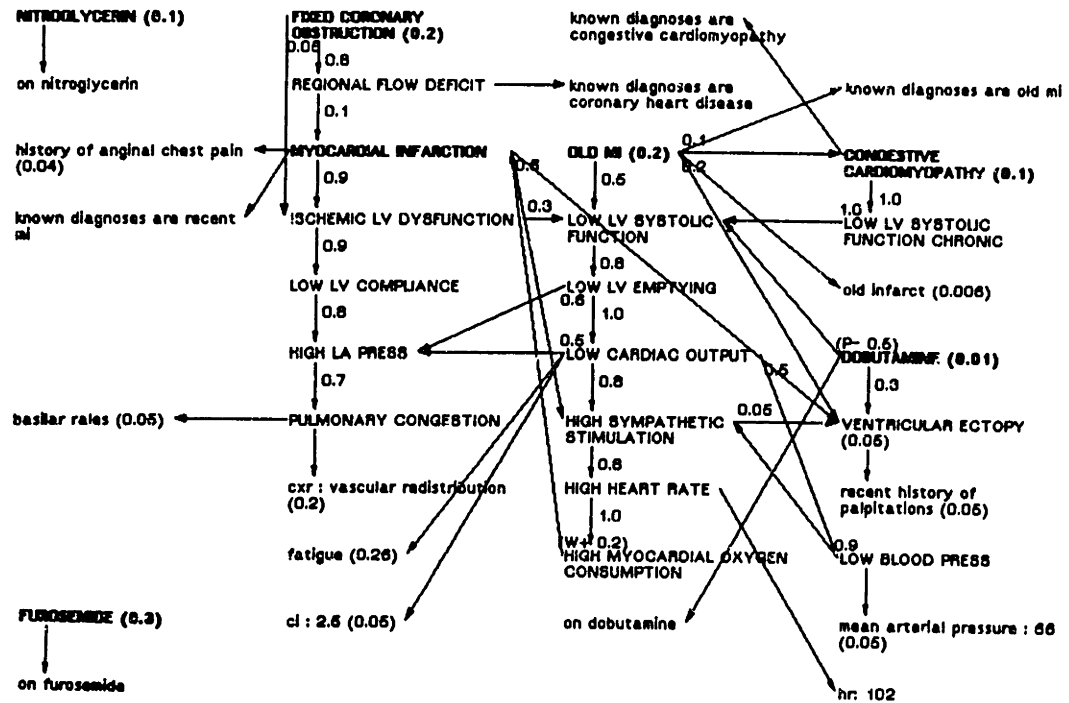 NITROGLYCERIN (0.1)
on nitroglycerin
FIXED CORONARY
OBSTRUCTION (0.2)
0.05
0.8
REGIONAL FLOW DEFICIT
0.1
known diagnoses are
congestive cardiomyopathy
known diagnoses are
coronary heart disease
known diagnoses are old mi
history of anginal chest pain
(0.04)
MYOCARDIAL INFARCTION
0.9
0.6
OLD MI (0.2)
0.1
0.2
0.5
CONGESTIVE
CARDIOMYOPATHY (0.1)
1.0
known diagnoses are recent
mi
ISCHEMIC LV DYSFUNCTION
0.3
0.9
LOW LV SYSTOLIC
FUNCTION
0.8
1.0
LOW LV SYSTOLIC
FUNCTION CHRONIC
LOW LV COMPLIANCE
0.8
LOW LV EMPTYING
0.6
1.0
old infarct (0.006)
HIGH LA PRESS
0.7
0.5
LOW CARDIAC OUTPUT
0.5
0.8
(P- 0.5)
DOBUTAMINE (0.01)
0.3
basilar rales (0.05)
PULMONARY CONGESTION
HIGH SYMPATHETIC
STIMULATION
0.05
0.6
VENTRICULAR ECTOPY
(0.05)
cxr : vascular redistribution
(0.2)
HIGH HEART RATE
1.0
recent history of
palpitations (0.05)
fatigue (0.26)
(W+ 0.2)
HIGH MYOCARDIAL OXYGEN
CONSUMPTION
0.9
LOW BLOOD PRESS
FUROSEMIDE (0.3)
on furosemide
ci : 2.5 (0.05)
on dobutamine
mean arterial pressure : 66
(0.05)
hr: 102